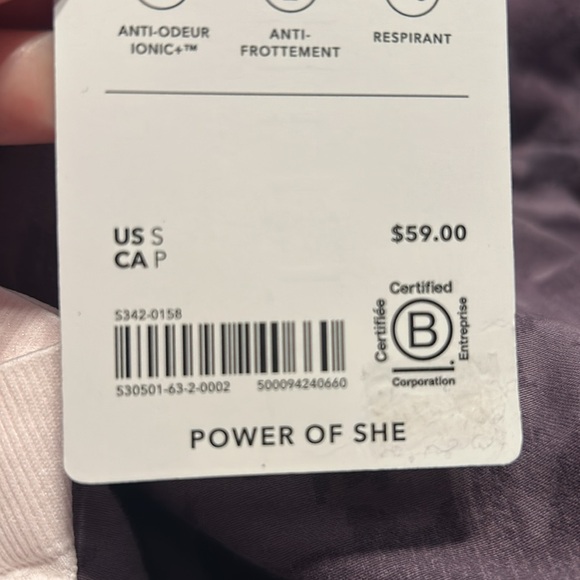 ANTI-ODEUR
IONIC+™
ANTI-
FROTTEMENT
RESPIRANT
US S
CA P
$59.00
S342-0158
530501-63-2-0002 500094240660
Certified
Certifiée
B
Entreprise
Corporation
POWER OF SHE